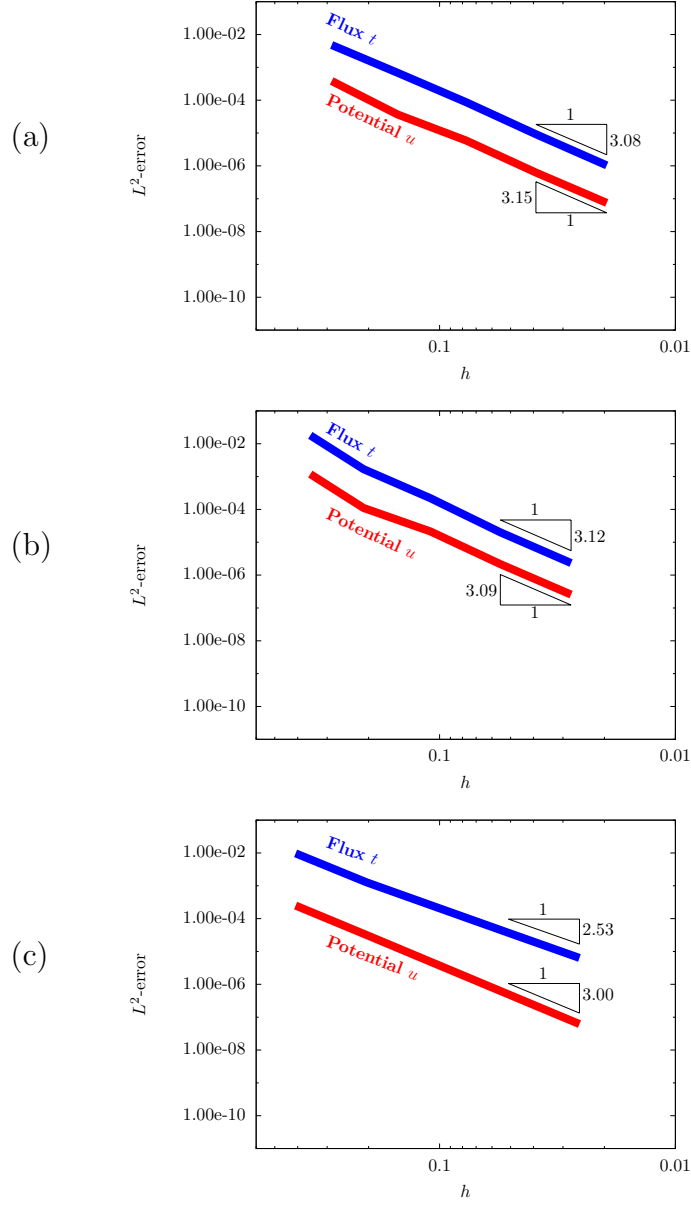 (a)
L²-error
1.00e-02
1.00e-04
1.00e-06
1.00e-08
1.00e-10
Flux t
Potential u
1
3.08
3.15
1
0.1
0.01
h
(b)
L²-error
1.00e-02
1.00e-04
1.00e-06
1.00e-08
1.00e-10
Flux t
Potential u
1
3.12
3.09
1
0.1
0.01
h
(c)
L²-error
1.00e-02
1.00e-04
1.00e-06
1.00e-08
1.00e-10
Flux t
Potential u
1
2.53
1
3.00
0.1
0.01
h